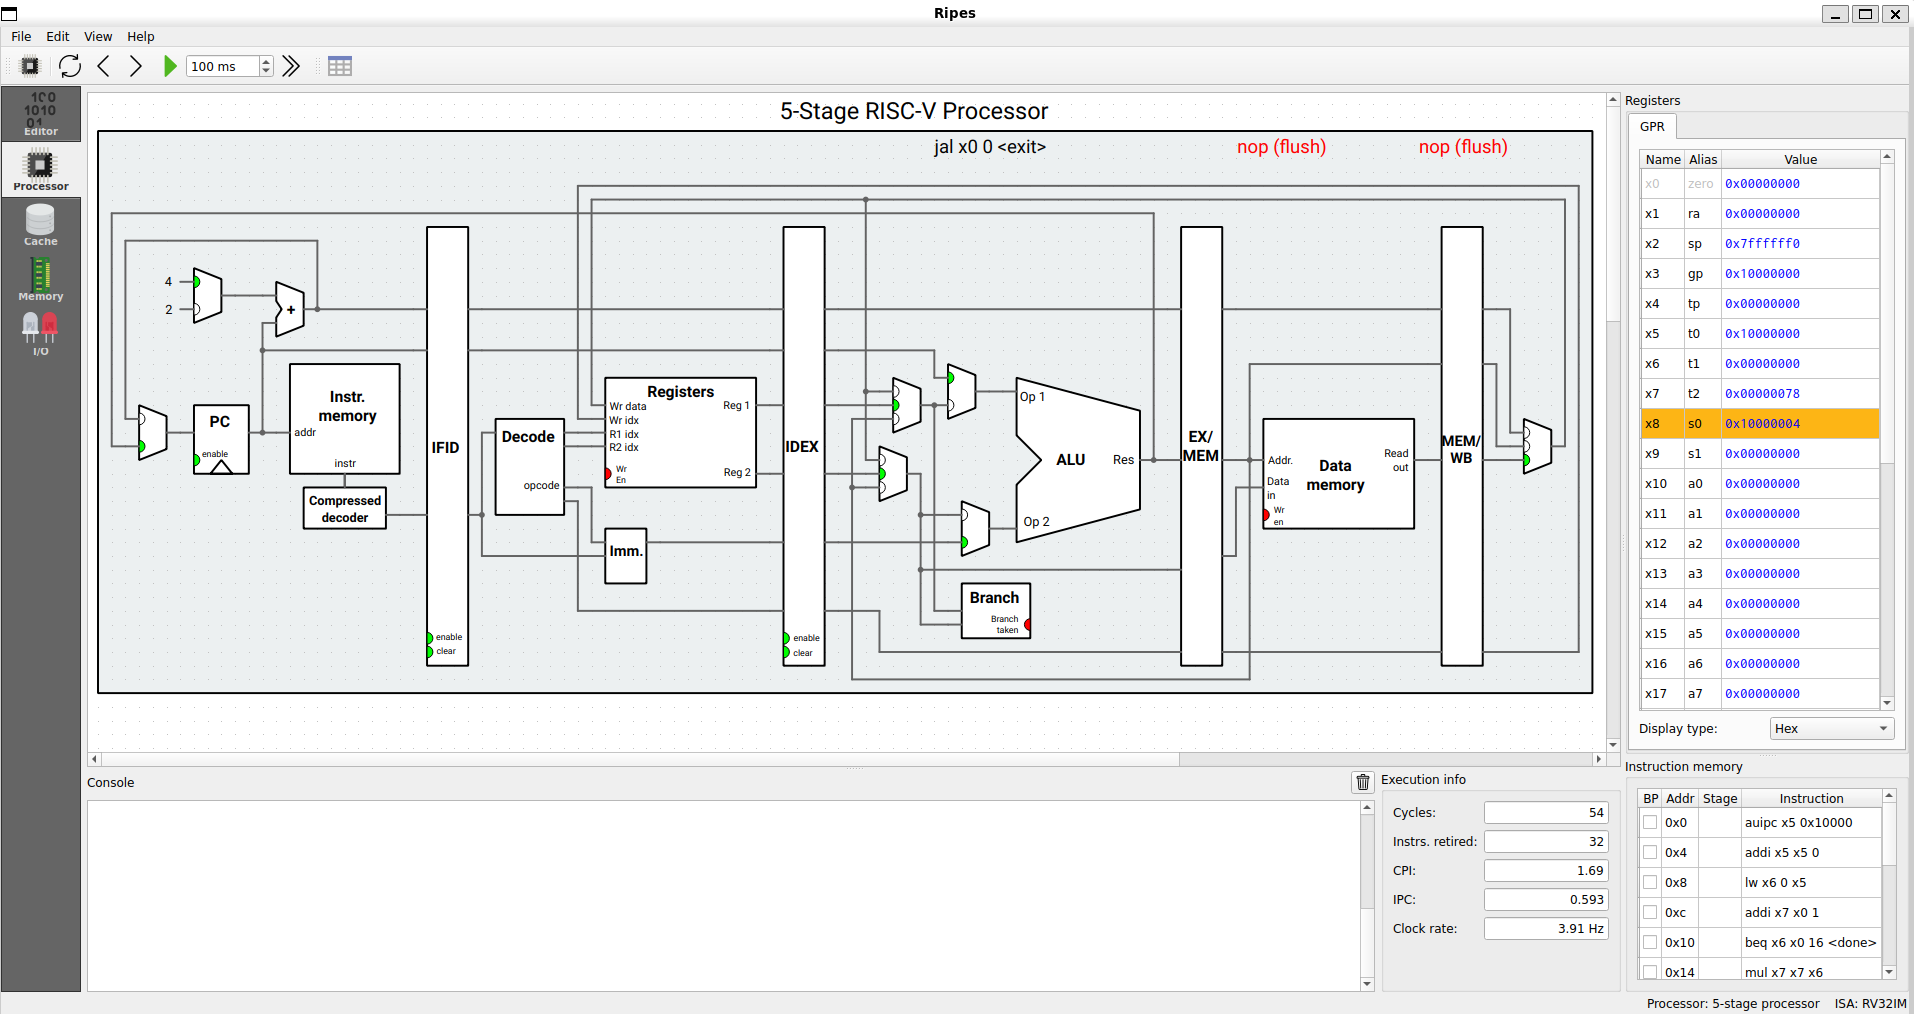 Ripes
File Edit View Help
100 ms
Editor
Processor
Cache
Memory
I/O
5-Stage RISC-V Processor
jal x0 0 <exit>
nop (flush)
nop (flush)
4
2
+
PC
enable
Instr.
memory
addr
instr
Compressed
decoder
IFID
enable
clear
Decode
opcode
Registers
Wr data
Wr idx
R1 idx
R2 idx
Wr
En
Reg 1
Reg 2
Imm.
IDEX
enable
clear
Op 1
ALU
Res
Op 2
Branch
Branch
taken
EX/
MEM
Addr.
Data
in
Wr
en
Data
memory
Read
out
MEM/
WB
Console
Execution info
Cycles: 54
Instrs. retired: 32
CPI: 1.69
IPC: 0.593
Clock rate: 3.91 Hz
Registers
GPR
Name Alias Value
x0 zero 0x00000000
x1 ra 0x00000000
x2 sp 0x7ffffff0
x3 gp 0x10000000
x4 tp 0x00000000
x5 t0 0x10000000
x6 t1 0x00000000
x7 t2 0x00000078
x8 s0 0x10000004
x9 s1 0x00000000
x10 a0 0x00000000
x11 a1 0x00000000
x12 a2 0x00000000
x13 a3 0x00000000
x14 a4 0x00000000
x15 a5 0x00000000
x16 a6 0x00000000
x17 a7 0x00000000
Display type: Hex
Instruction memory
BP Addr Stage Instruction
0x0 auipc x5 0x10000
0x4 addi x5 x5 0
0x8 lw x6 0 x5
0xc addi x7 x0 1
0x10 beq x6 x0 16 <done>
0x14 mul x7 x7 x6
Processor: 5-stage processor ISA: RV32IM